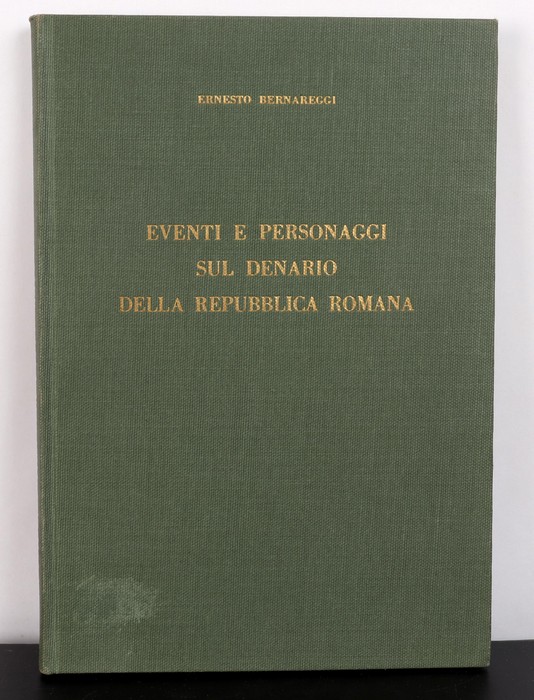 ERNESTO BERNAREGGI
EVENTI E PERSONAGGI
SUL DENARIO
DELLA REPUBBLICA ROMANA